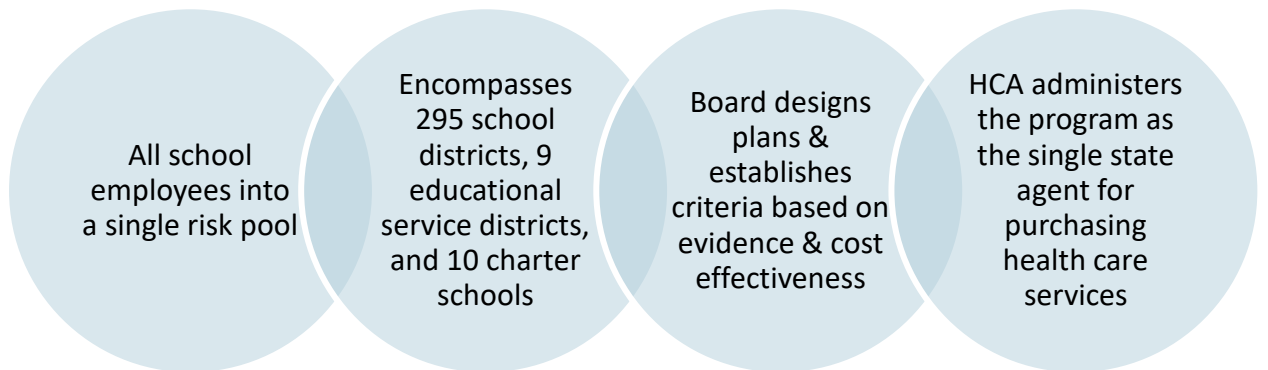 All school
employees into
a single risk pool
Encompasses
295 school
districts, 9
educational
service districts,
and 10 charter
schools
Board designs
plans &
establishes
criteria based on
evidence & cost
effectiveness
HCA administers
the program as
the single state
agent for
purchasing
health care
services